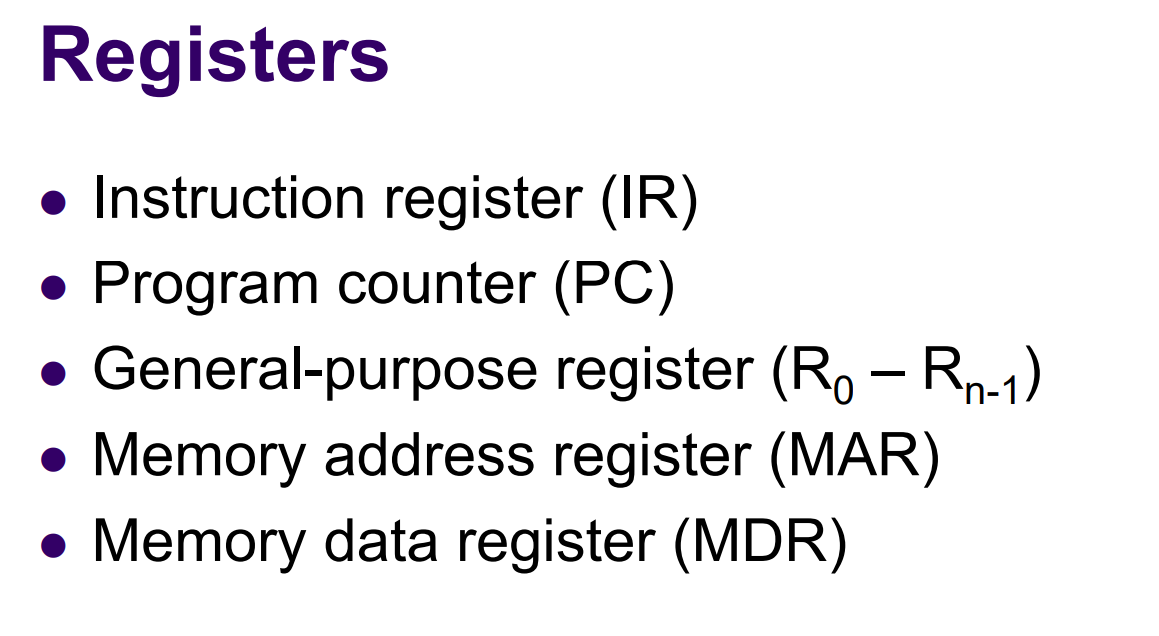 Registers
● Instruction register (IR)
● Program counter (PC)
● General-purpose register (R₀ – Rₙ₋₁)
● Memory address register (MAR)
● Memory data register (MDR)